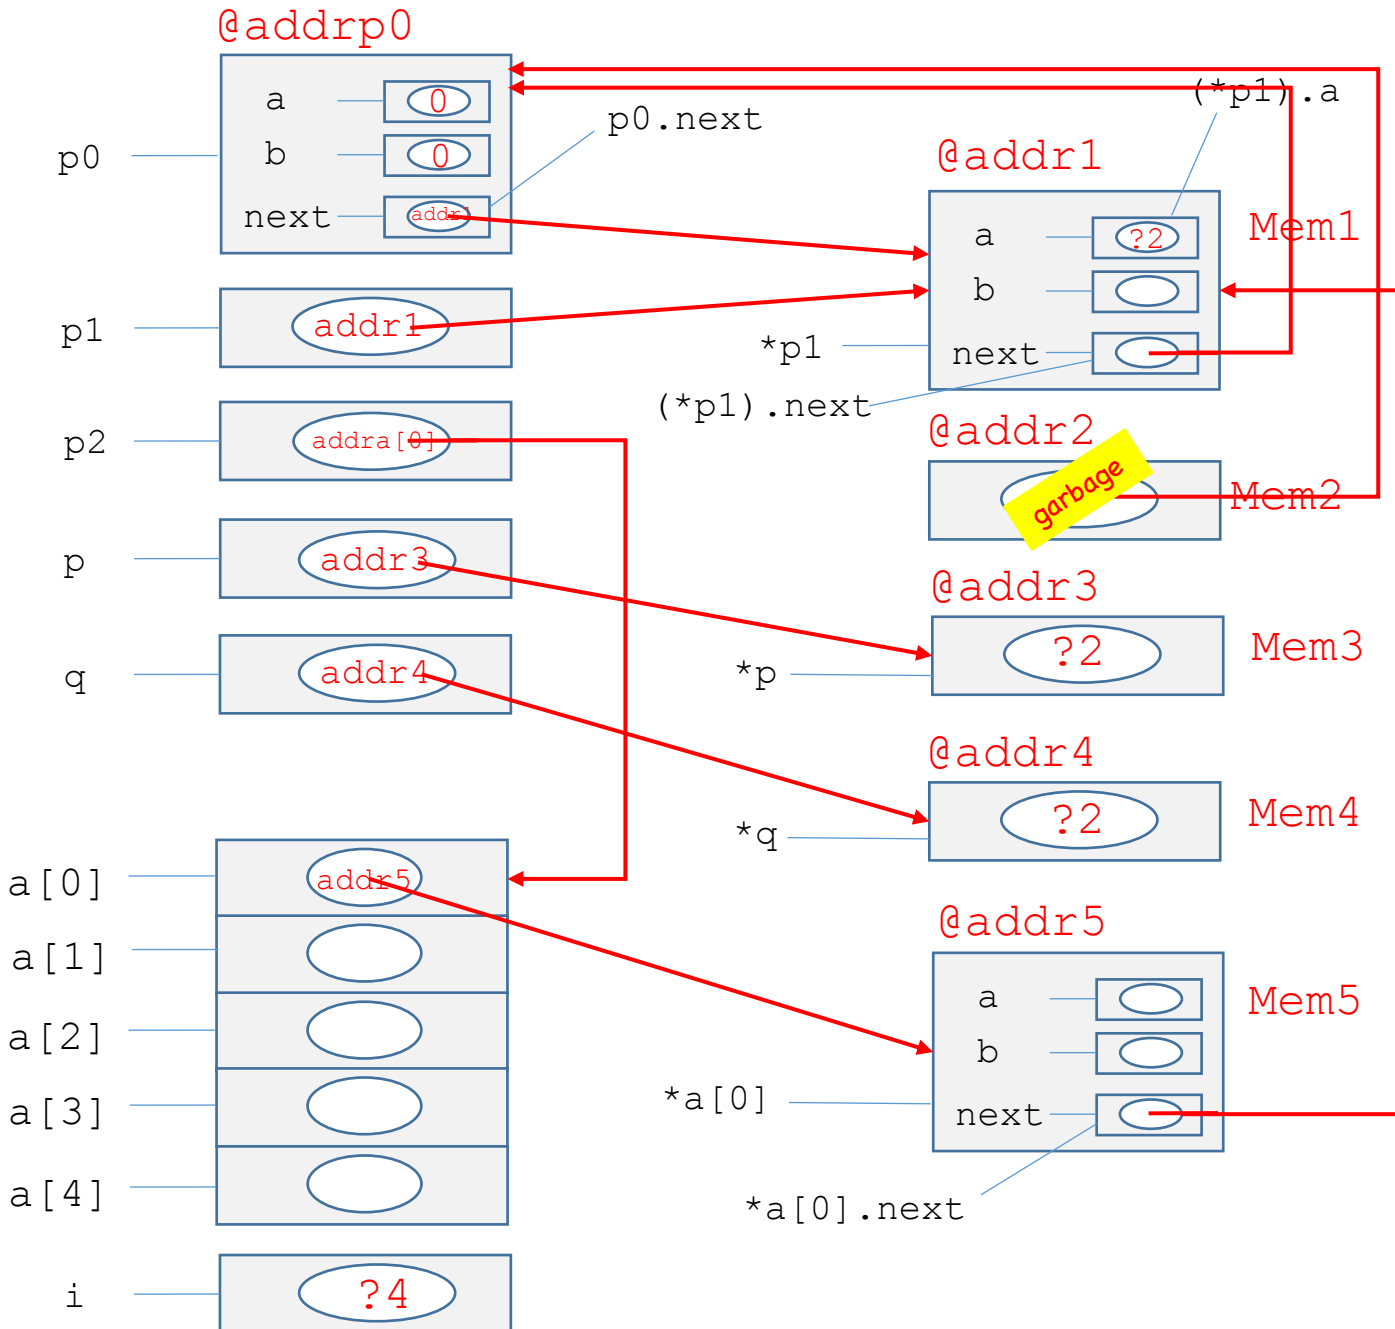 @addrp0
a 0
b 0
next addr1
p0
p0.next
(*p1).a
@addr1
a ?2
Mem1
b
next
*p1
(*p1).next
p1 addr1
p2 addra[0]
@addr2
garbage
Mem2
p addr3
@addr3
?2
Mem3
*p
q addr4
@addr4
?2
Mem4
*q
a[0] addr5
a[1]
a[2]
a[3]
a[4]
@addr5
a
Mem5
b
next
*a[0]
*a[0].next
i ?4